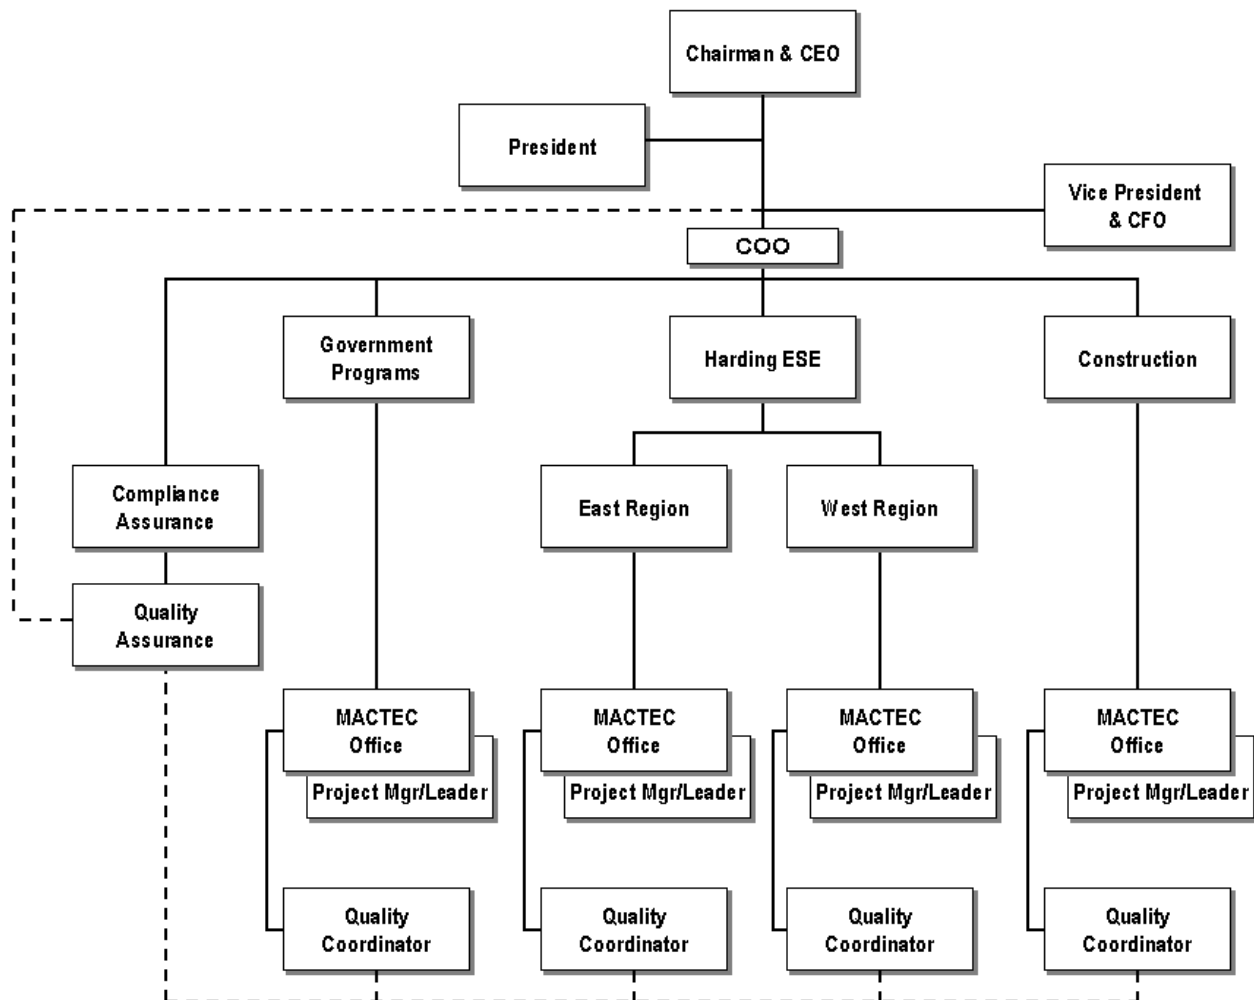 Chairman & CEO
President
Vice President
& CFO
COO
Government
Programs
Harding ESE
Construction
Compliance
Assurance
East Region
West Region
Quality
Assurance
MACTEC
Office
Project Mgr/Leader
MACTEC
Office
Project Mgr/Leader
MACTEC
Office
Project Mgr/Leader
MACTEC
Office
Project Mgr/Leader
Quality
Coordinator
Quality
Coordinator
Quality
Coordinator
Quality
Coordinator